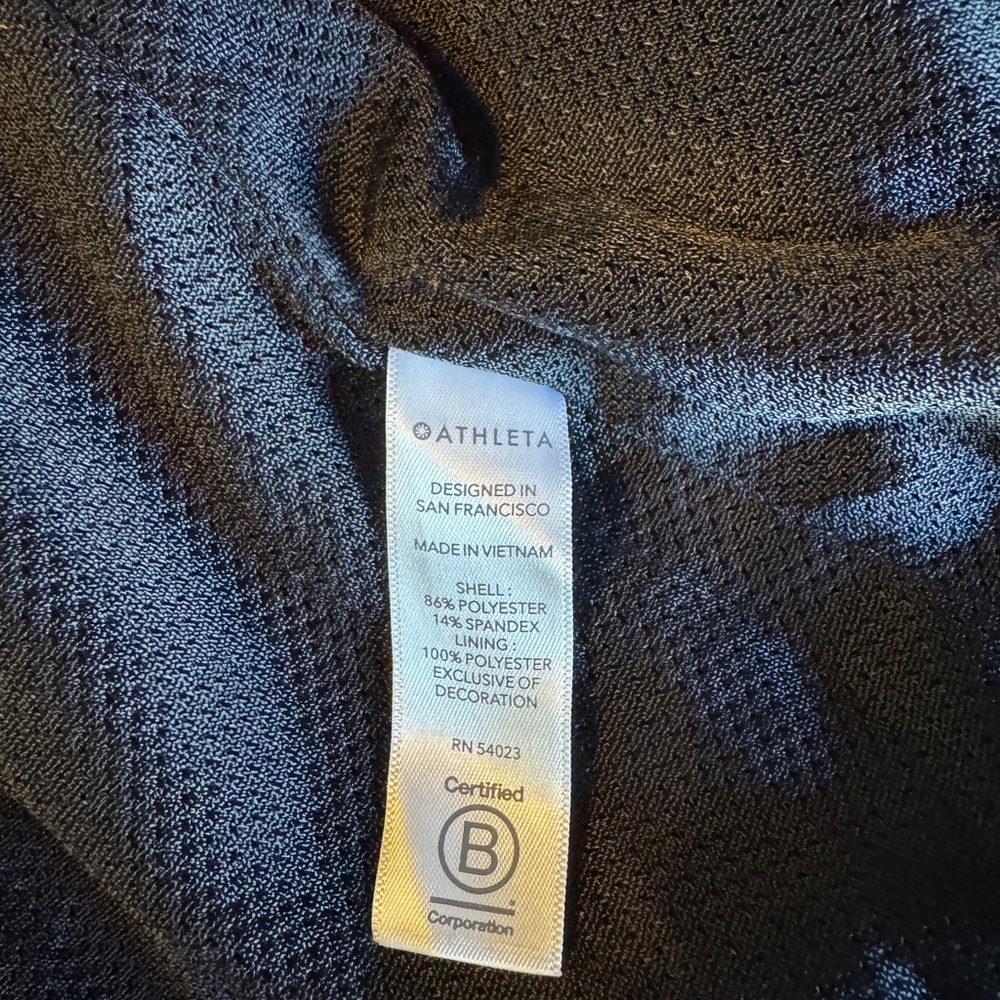 ATHLETA
DESIGNED IN
SAN FRANCISCO
MADE IN VIETNAM
SHELL :
86% POLYESTER
14% SPANDEX
LINING :
100% POLYESTER
EXCLUSIVE OF
DECORATION
RN 54023
Certified
B
Corporation